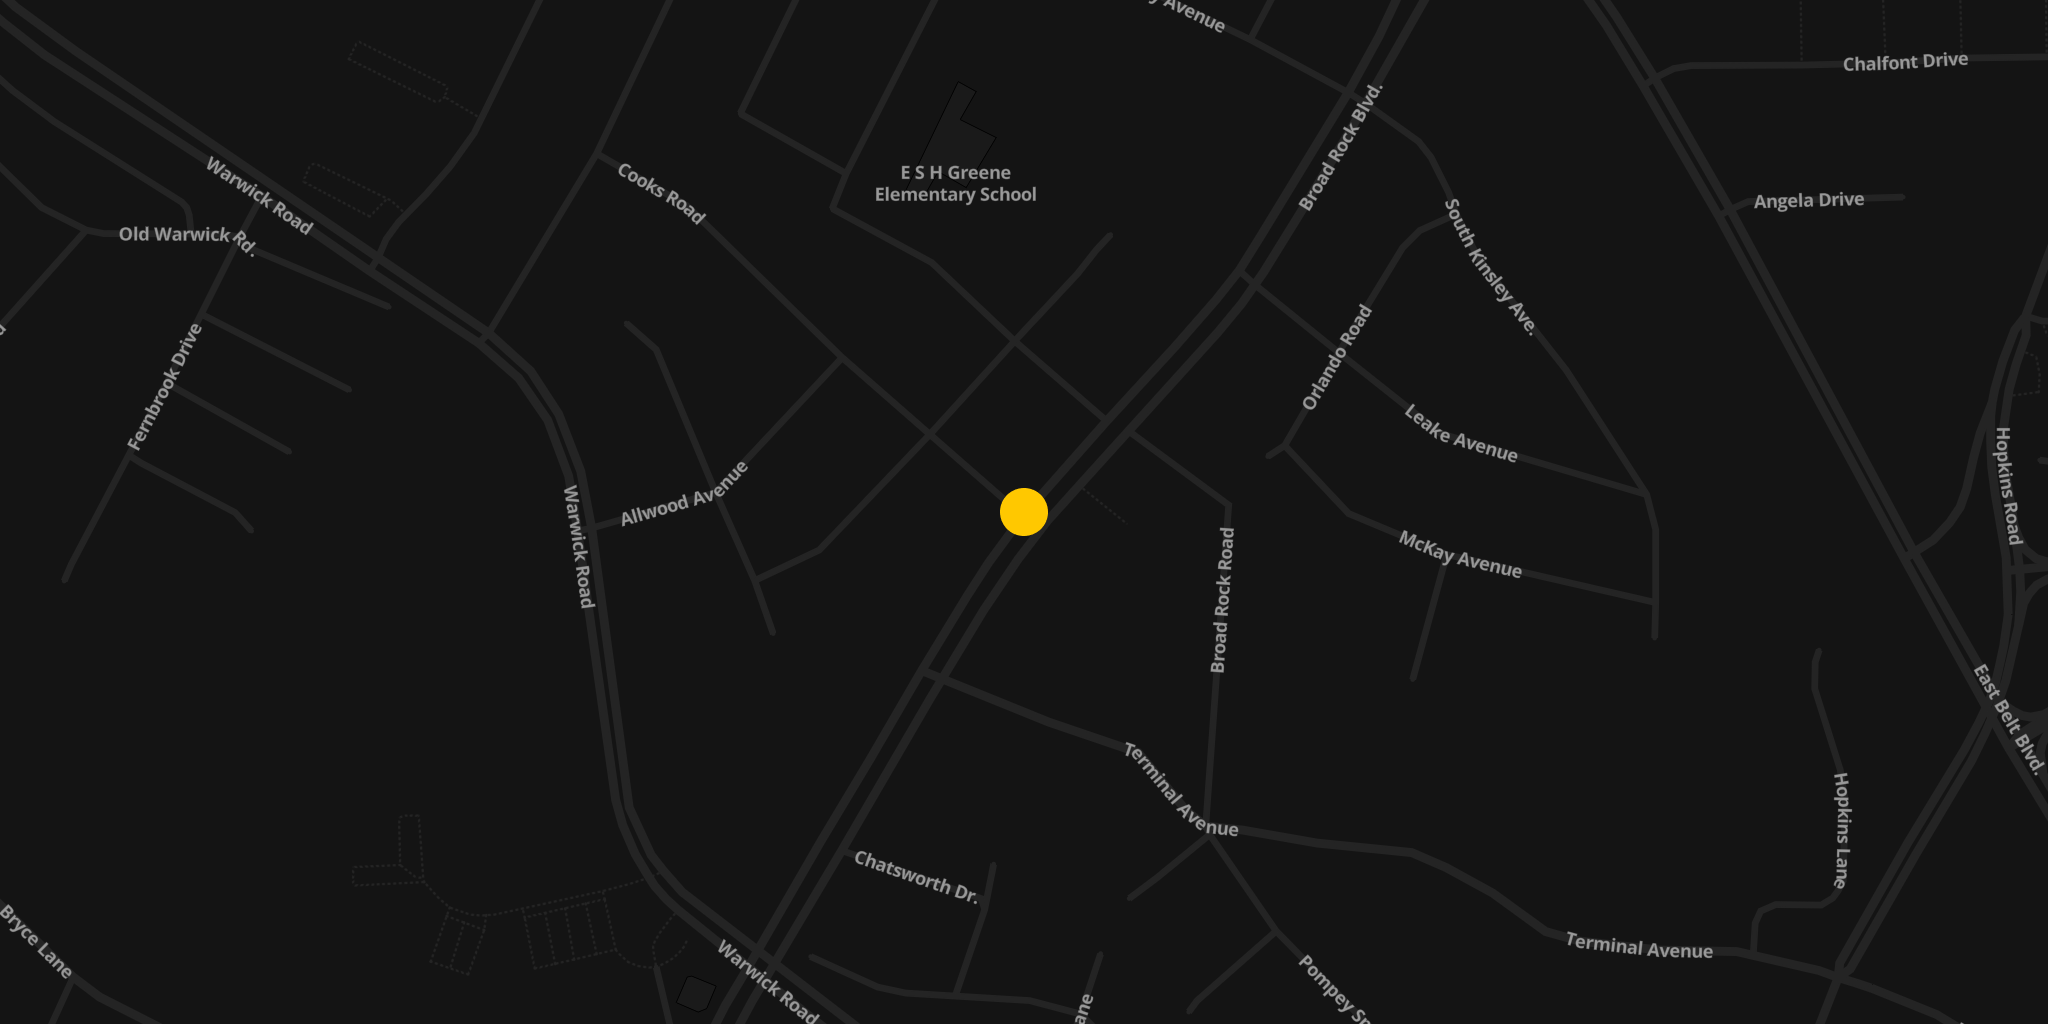 Avenue
Chalfont Drive
Broad Rock Blvd.
Warwick Road
Cooks Road
E S H Greene
Elementary School
Angela Drive
Old Warwick Rd.
South Kinsley Ave.
Fernbrook Drive
Orlando Road
Leake Avenue
Hopkins Road
Allwood Avenue
Warwick Road
McKay Avenue
Broad Rock Road
East Belt Blvd.
Terminal Avenue
Hopkins Lane
Chatsworth Dr.
Bryce Lane
Warwick Road
Terminal Avenue
Pompey